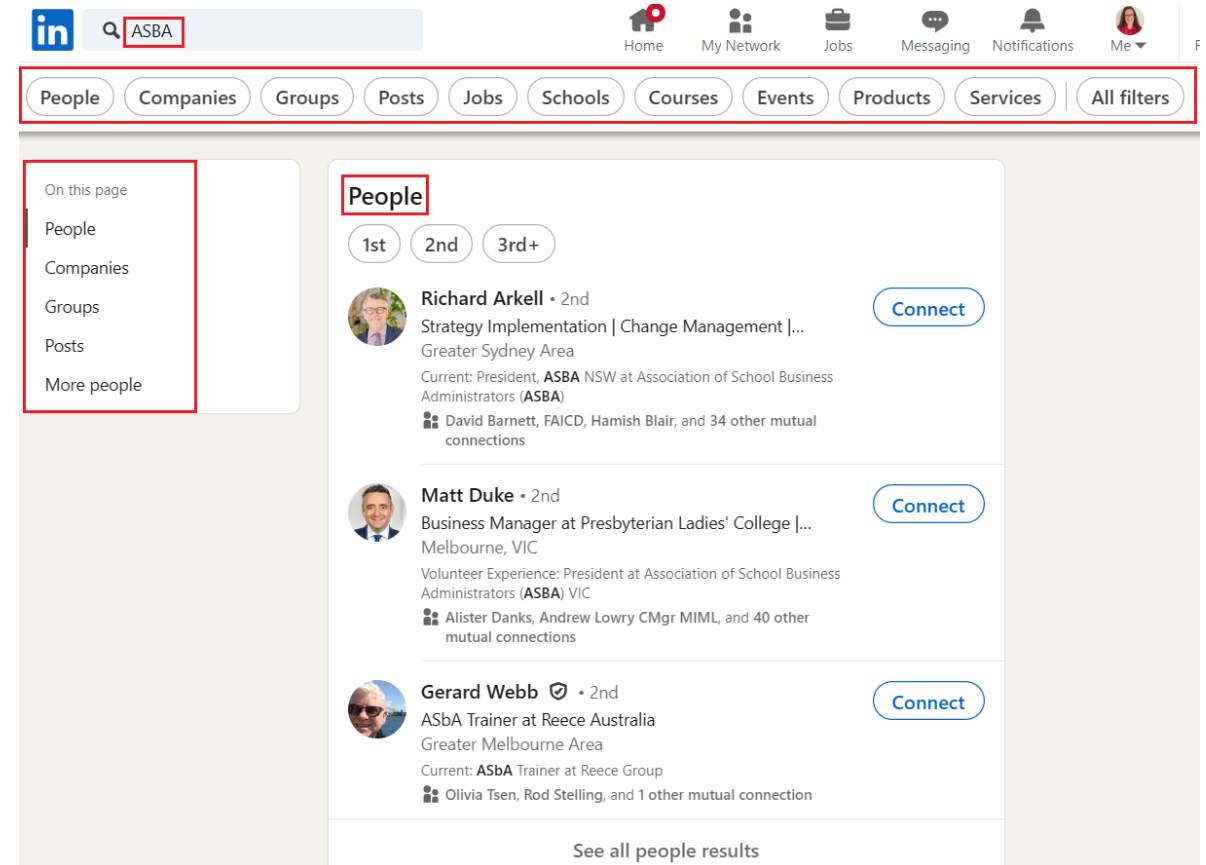 in ASBA
Home My Network Jobs Messaging Notifications Me
People Companies Groups Posts Jobs Schools Courses Events Products Services All filters
On this page
People
Companies
Groups
Posts
More people
People
1st 2nd 3rd+
Richard Arkell • 2nd
Connect
Strategy Implementation | Change Management |...
Greater Sydney Area
Current: President, ASBA NSW at Association of School Business
Administrators (ASBA)
David Barnett, FAICD, Hamish Blair, and 34 other mutual
connections
Matt Duke • 2nd
Connect
Business Manager at Presbyterian Ladies' College |...
Melbourne, VIC
Volunteer Experience: President at Association of School Business
Administrators (ASBA) VIC
Alister Danks, Andrew Lowry CMgr MIML, and 40 other
mutual connections
Gerard Webb • 2nd
Connect
ASbA Trainer at Reece Australia
Greater Melbourne Area
Current: ASbA Trainer at Reece Group
Olivia Tsen, Rod Stelling, and 1 other mutual connection
See all people results